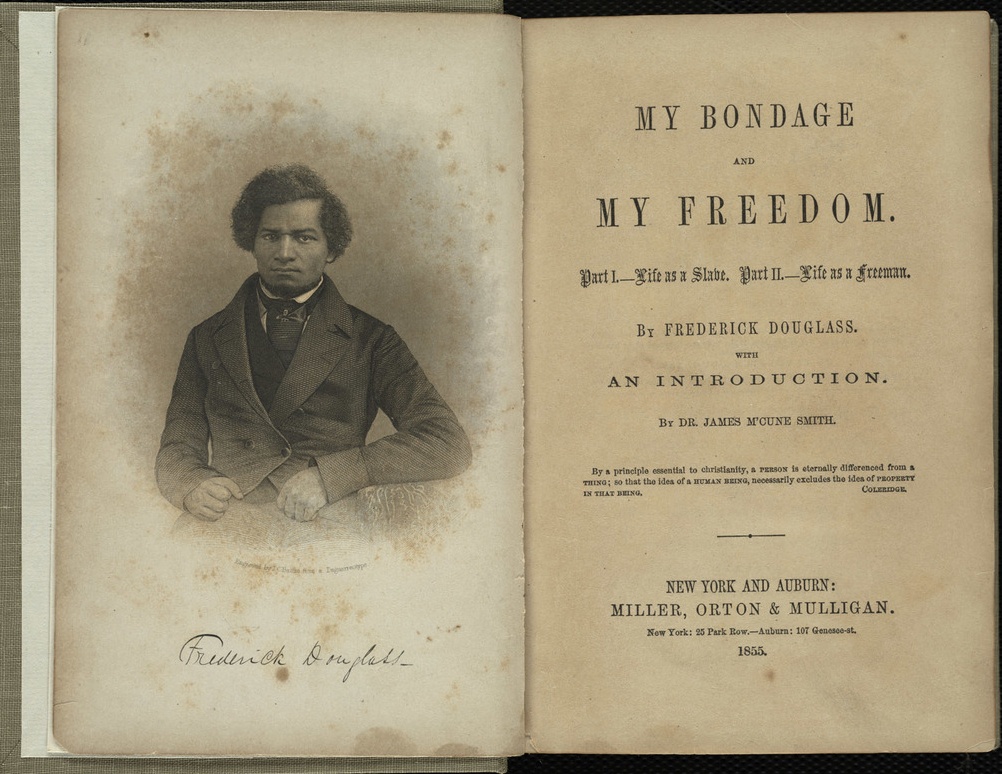 Engraved by J.C. Buttre from a Daguerreotype
Frederick Douglass
MY BONDAGE
AND
MY FREEDOM.
Part I.—Life as a Slave. Part II.—Life as a Freeman.
By FREDERICK DOUGLASS.
WITH
AN INTRODUCTION.
By DR. JAMES M'CUNE SMITH.
By a principle essential to christianity, a PERSON is eternally differenced from a
THING; so that the idea of a HUMAN BEING, necessarily excludes the idea of PROPERTY
IN THAT BEING. COLERIDGE.
NEW YORK AND AUBURN:
MILLER, ORTON & MULLIGAN.
New York: 25 Park Row.—Auburn: 107 Genesee-st.
1855.